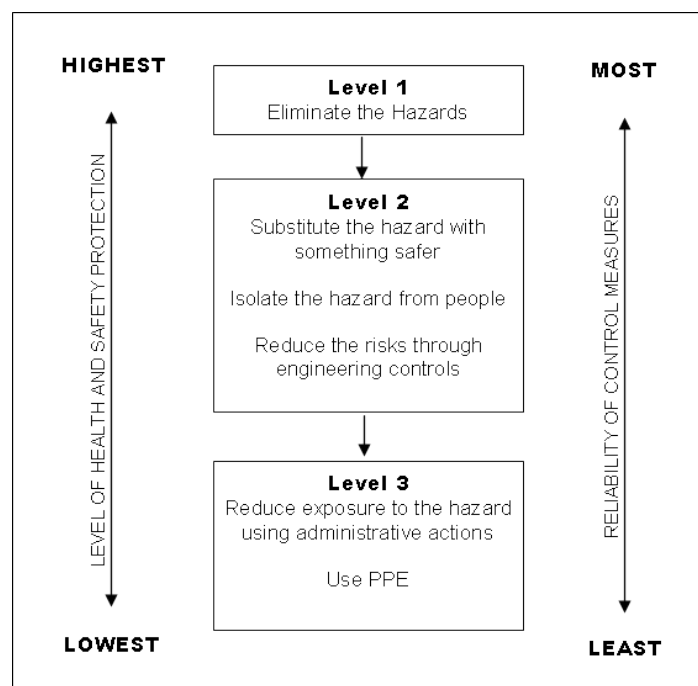 HIGHEST
MOST
Level 1
Eliminate the Hazards
Level 2
Substitute the hazard with
something safer
Isolate the hazard from people
Reduce the risks through
engineering controls
Level 3
Reduce exposure to the hazard
using administrative actions
Use PPE
LEVEL OF HEALTH AND SAFETY PROTECTION
RELIABILITY OF CONTROL MEASURES
LOWEST
LEAST